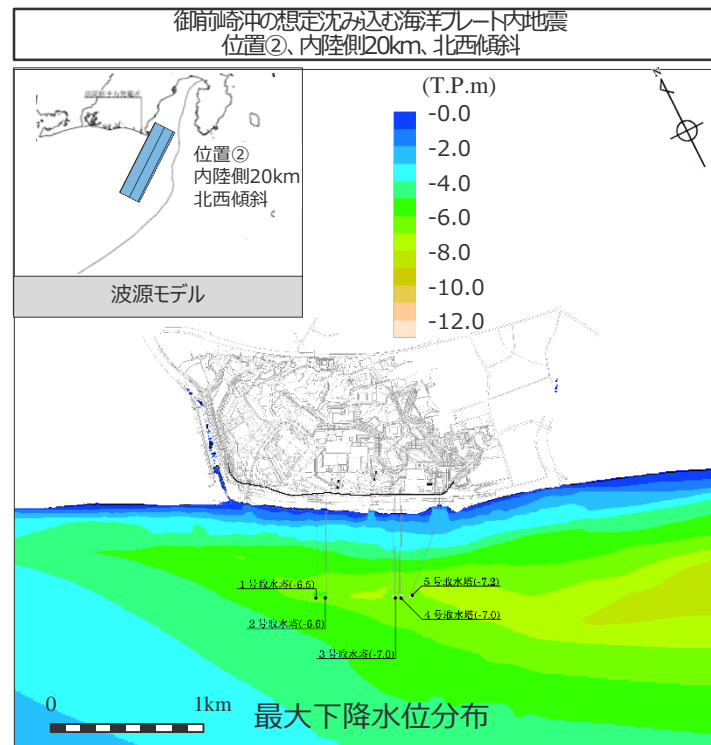 御前崎沖の想定沈み込む海洋プレート内地震
位置②、内陸側20km、北西傾斜
位置②
内陸側20km
北西傾斜
波源モデル
(T.P.m)
-0.0
-2.0
-4.0
-6.0
-8.0
-10.0
-12.0
1号取水塔(-6.6)
2号取水塔(-6.6)
3号取水塔(-7.0)
5号取水塔(-7.2)
4号取水塔(-7.0)
0 1km
最大下降水位分布